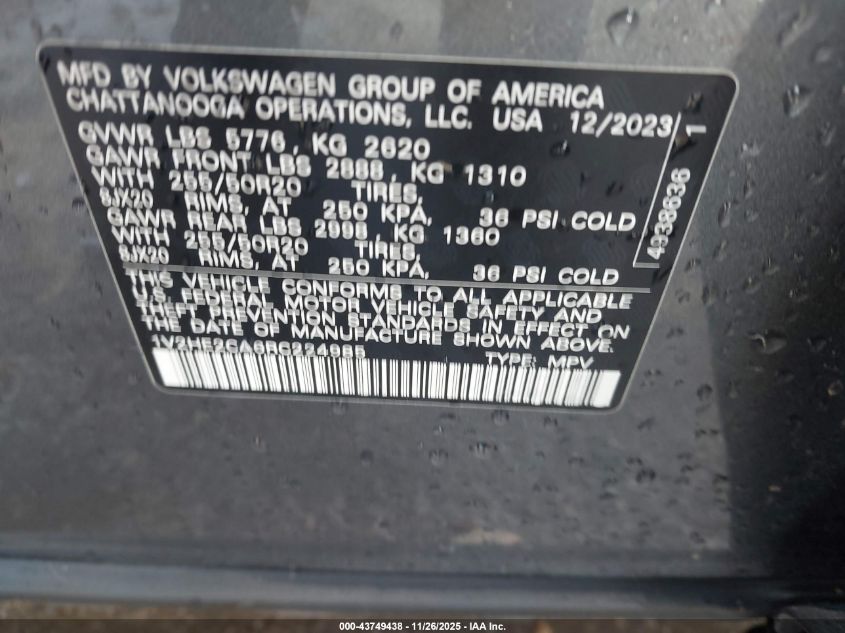 MFD BY VOLKSWAGEN GROUP OF AMERICA
CHATTANOOGA OPERATIONS, LLC. USA 12/2023
GVWR LBS 5776, KG 2620
GAWR FRONT LBS 2888, KG 1310
WITH 255/50R20 TIRES,
8JX20 RIMS, AT 250 KPA, 36 PSI COLD
GAWR REAR LBS 2998 KG 1360
WITH 255/50R20 TIRES,
8JX20 RIMS, AT 250 KPA, 36 PSI COLD
THIS VEHICLE CONFORMS TO ALL APPLICABLE
U.S. FEDERAL MOTOR VEHICLE SAFETY AND
THEFT PREVENTION STANDARDS IN EFFECT ON
THE DATE OF MANUFACTURE SHOWN ABOVE.
1V2HE2CA6RC224985 TYPE: MPV
4938636 1
000-43749438 - 11/26/2025 - IAA Inc.